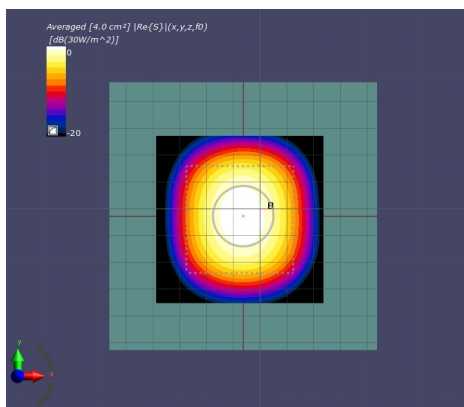 Averaged [4.0 cm²] |Re{S}|(x,y,z,f0)
[dB(30W/m^2)]
0
-20
y
x